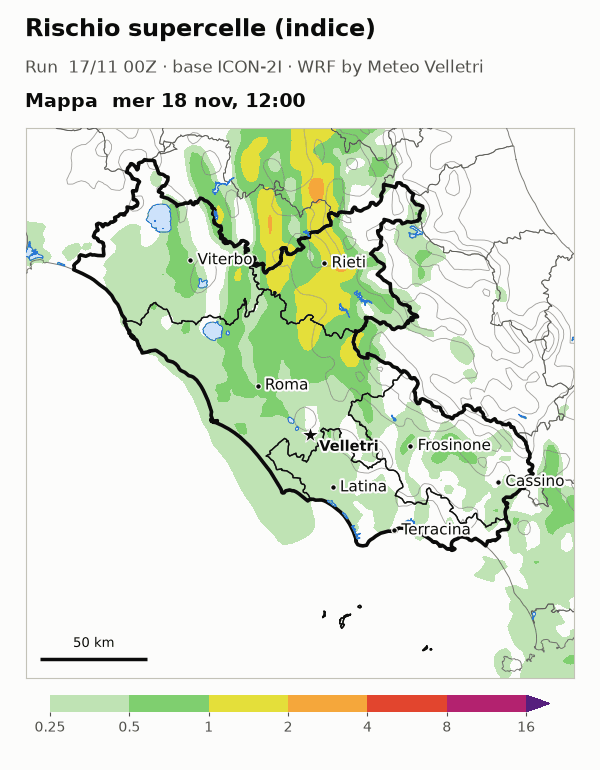 Rischio supercelle (indice)
Run  17/11 00Z · base ICON-2I · WRF by Meteo Velletri
Mappa  mer 18 nov, 12:00
Viterbo
Rieti
Roma
Velletri
Frosinone
Latina
Cassino
Terracina
50 km
0.25 0.5 1 2 4 8 16